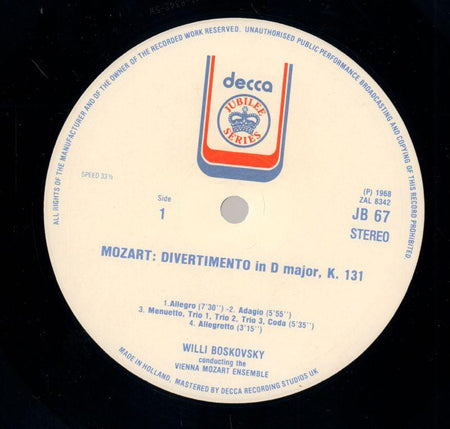 ALL RIGHTS OF THE MANUFACTURER AND OF THE OWNER OF THE RECORDED WORK RESERVED. UNAUTHORISED PUBLIC PERFORMANCE BROADCASTING AND COPYING OF THIS RECORD PROHIBITED.
decca
JUBILEE
SERIES
SPEED 33⅓
Side
1
(P) 1968
ZAL 8342
JB 67
STEREO
MOZART: DIVERTIMENTO in D major, K. 131
1.Allegro (7'30'') -2. Adagio (5'55'')
3. Menuetto, Trio 1, Trio 2, Trio 3, Coda (5'35'')
4. Allegretto (3'15'')
WILLI BOSKOVSKY
conducting the
VIENNA MOZART ENSEMBLE
MADE IN HOLLAND, MASTERED BY DECCA RECORDING STUDIOS UK